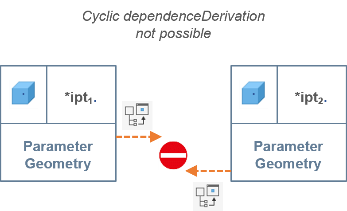 Cyclic dependenceDerivation
not possible
*ipt₁.
Parameter
Geometry
*ipt₂.
Parameter
Geometry